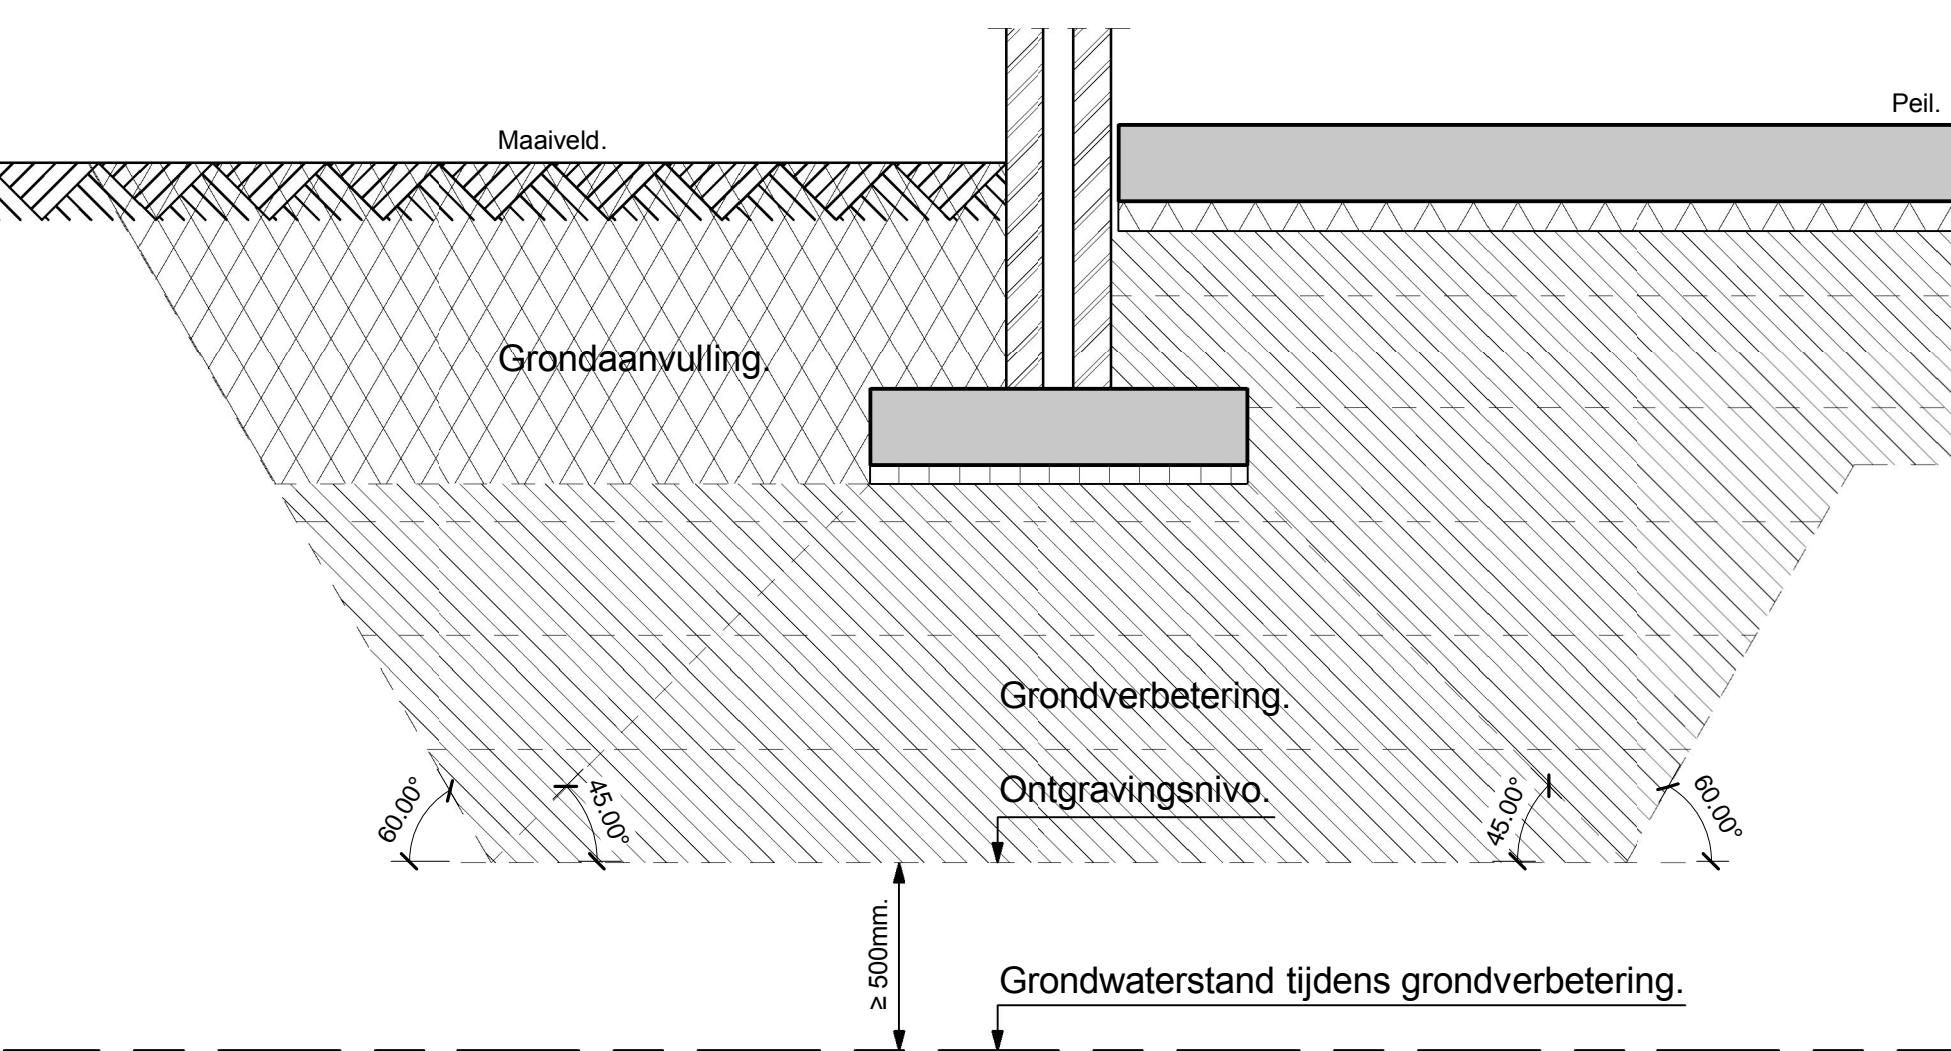 Peil.
Maaiveld.
Grondaanvulling.
Grondverbetering.
Ontgravingsnivo.
60.00°
45.00°
45.00°
60.00°
≥ 500mm.
Grondwaterstand tijdens grondverbetering.